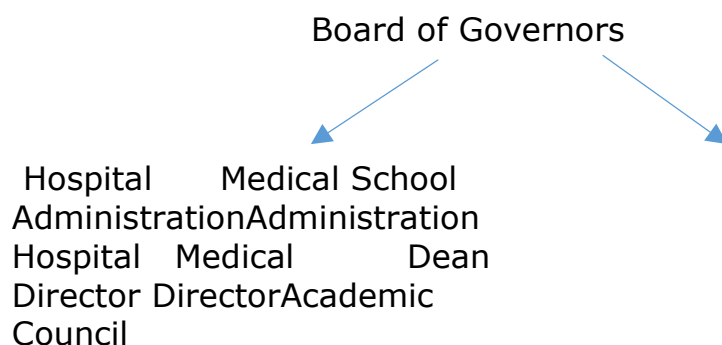 Board of Governors
Hospital Medical School
AdministrationAdministration
Hospital Medical Dean
Director DirectorAcademic
Council